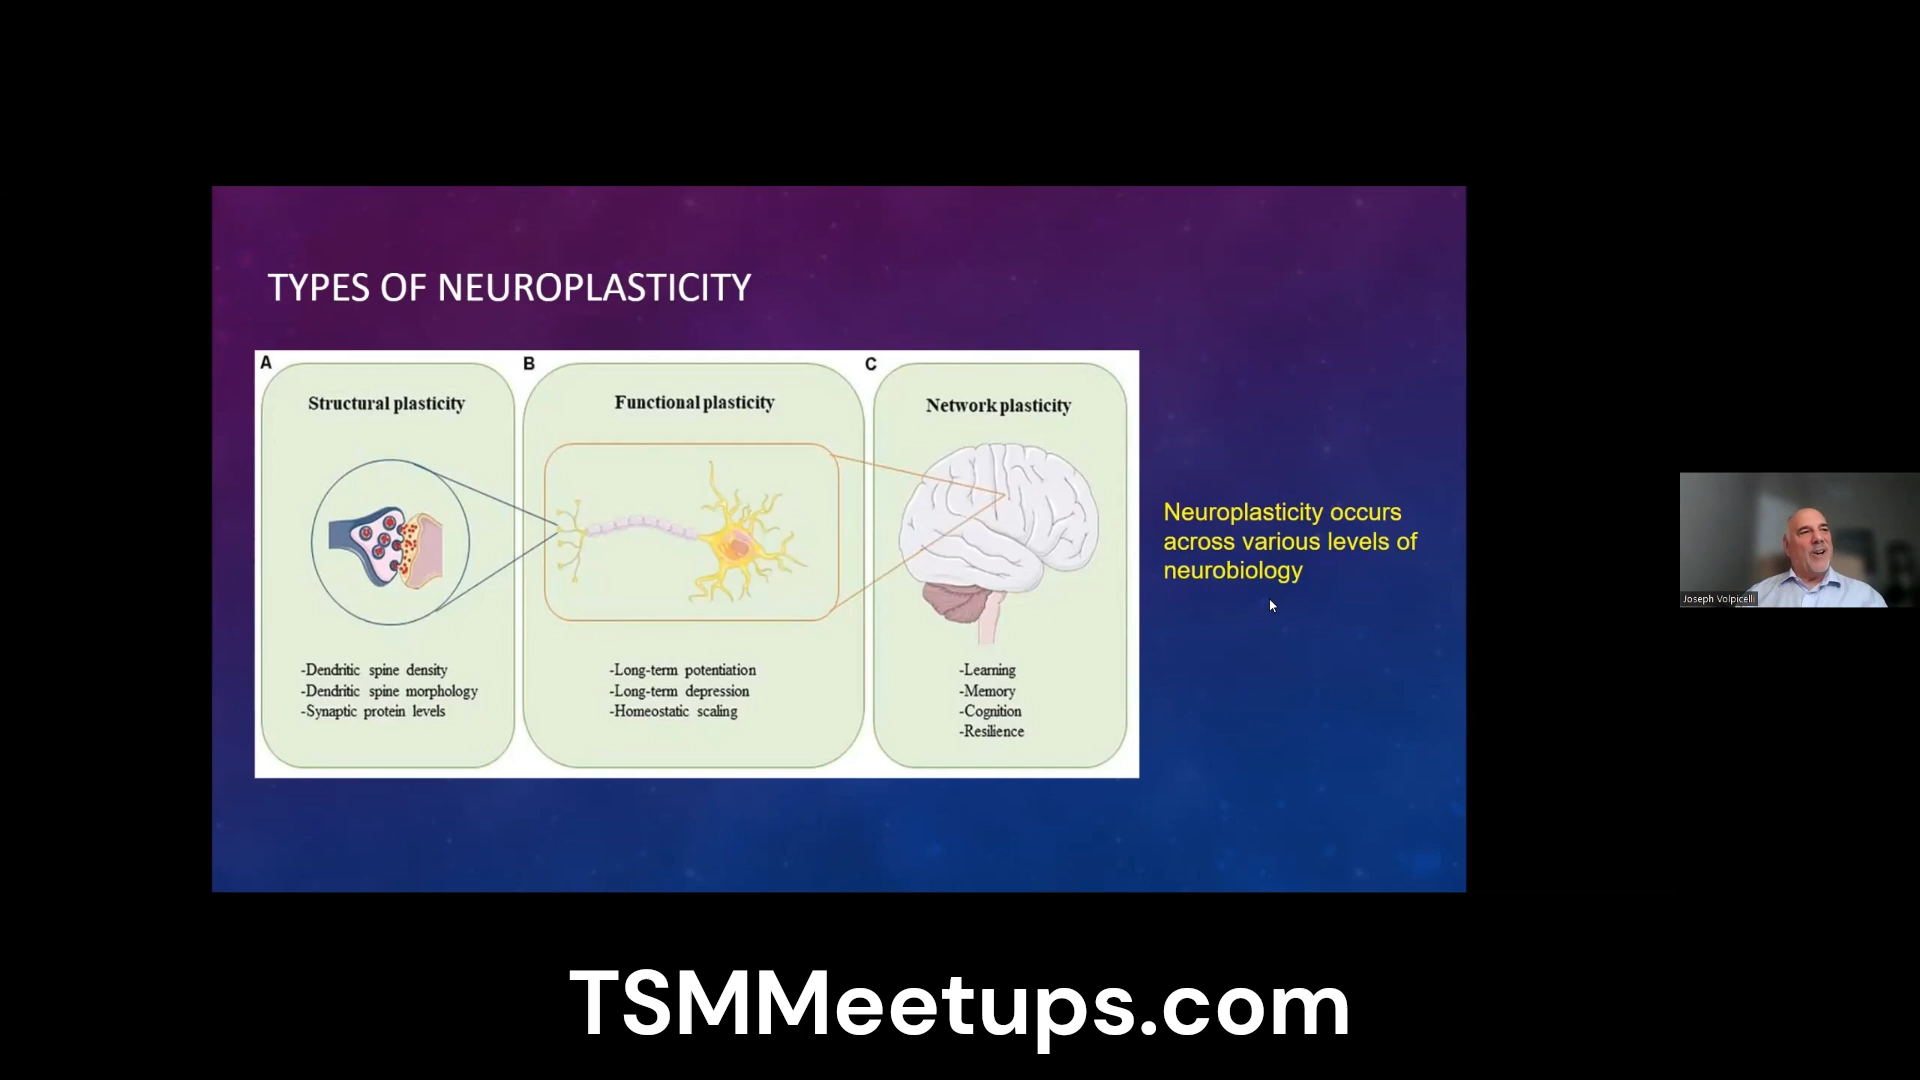 TYPES OF NEUROPLASTICITY
A
Structural plasticity
-Dendritic spine density
-Dendritic spine morphology
-Synaptic protein levels
B
Functional plasticity
-Long-term potentiation
-Long-term depression
-Homeostatic scaling
C
Network plasticity
-Learning
-Memory
-Cognition
-Resilience
Neuroplasticity occurs
across various levels of
neurobiology
Joseph Volpicelli
TSMMeetups.com